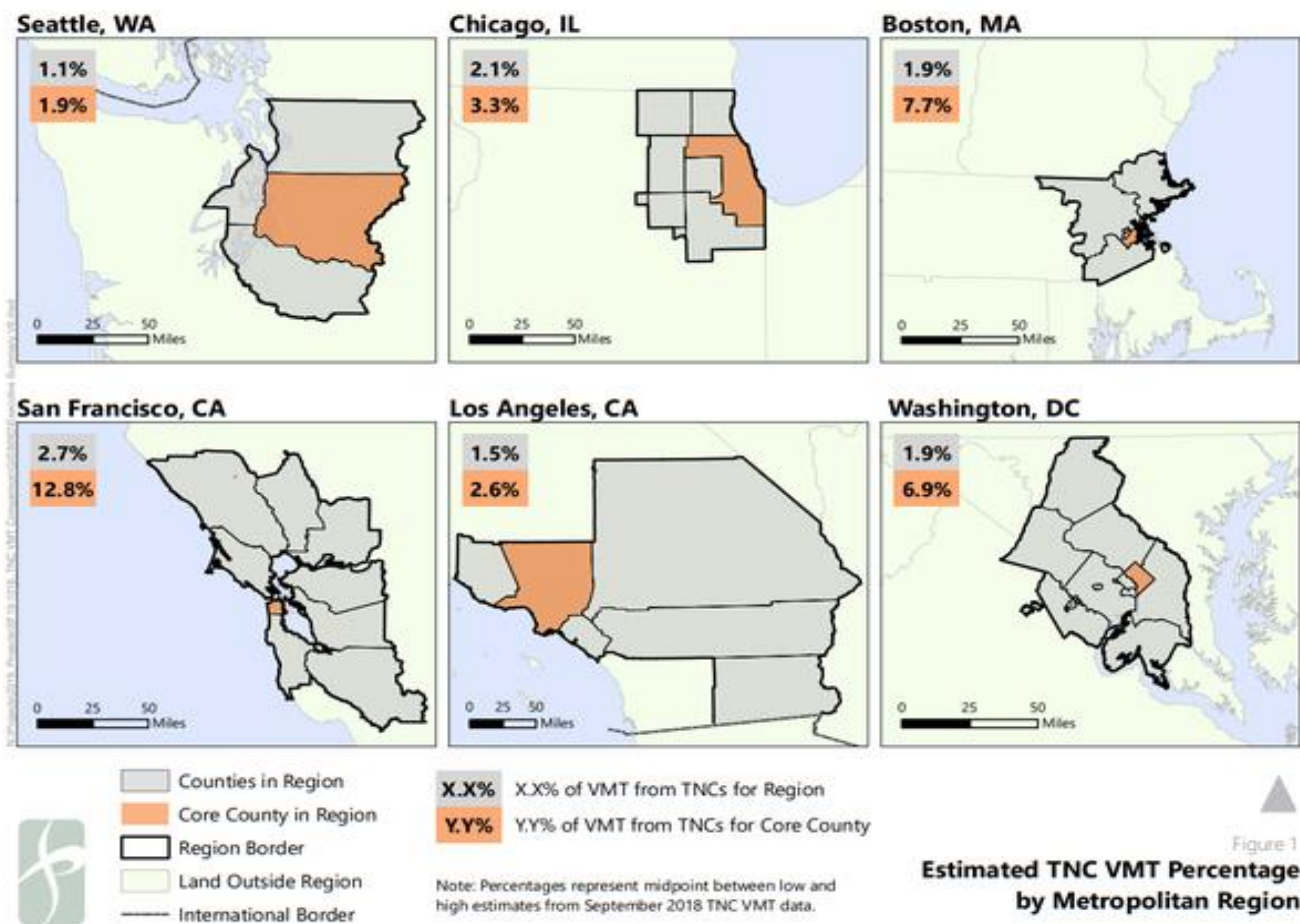 Seattle, WA
1.1%
1.9%
0 25 50
Miles
Chicago, IL
2.1%
3.3%
0 25 50
Miles
Boston, MA
1.9%
7.7%
0 25 50
Miles
San Francisco, CA
2.7%
12.8%
0 25 50
Miles
Los Angeles, CA
1.5%
2.6%
0 25 50
Miles
Washington, DC
1.9%
6.9%
0 25 50
Miles
Counties in Region
Core County in Region
Region Border
Land Outside Region
International Border
X.X% X.X% of VMT from TNCs for Region
Y.Y% Y.Y% of VMT from TNCs for Core County
Note: Percentages represent midpoint between low and
high estimates from September 2018 TNC VMT data.
Figure 1
Estimated TNC VMT Percentage
by Metropolitan Region